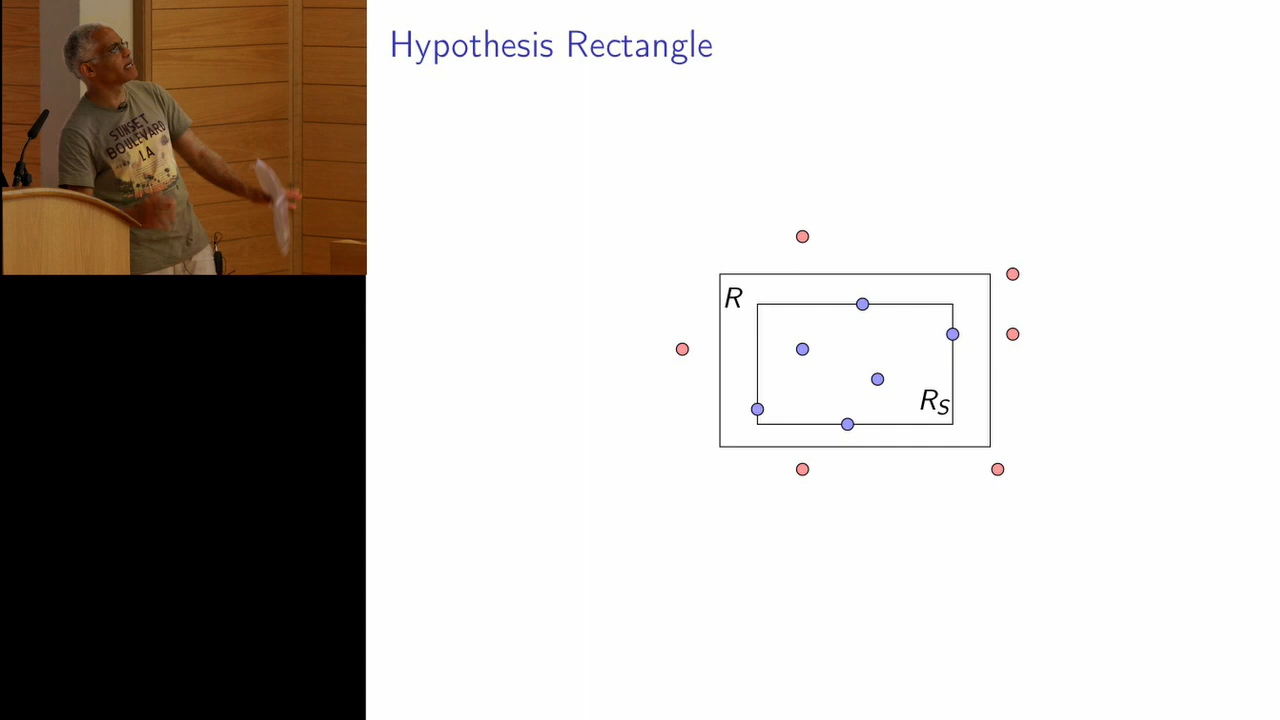 Hypothesis Rectangle
SUNSET
BOULEVARD
LA
R
R_S